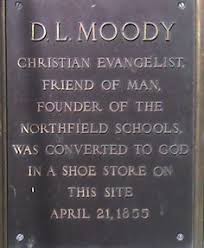 D.L. MOODY
CHRISTIAN EVANGELIST,
FRIEND OF MAN,
FOUNDER OF THE
NORTHFIELD SCHOOLS,
WAS CONVERTED TO GOD
IN A SHOE STORE ON
THIS SITE
APRIL 21, 1855